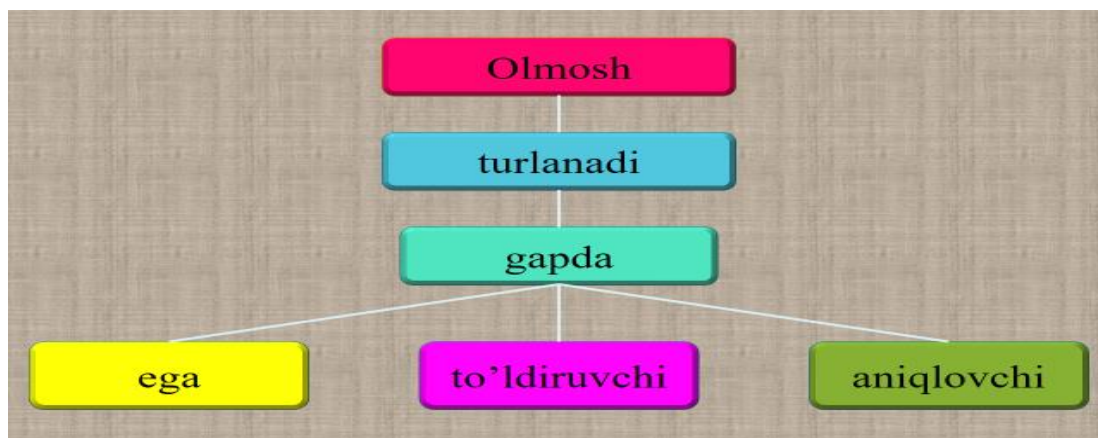 Olmosh
turlanadi
gapda
ega
to’ldiruvchi
aniqlovchi